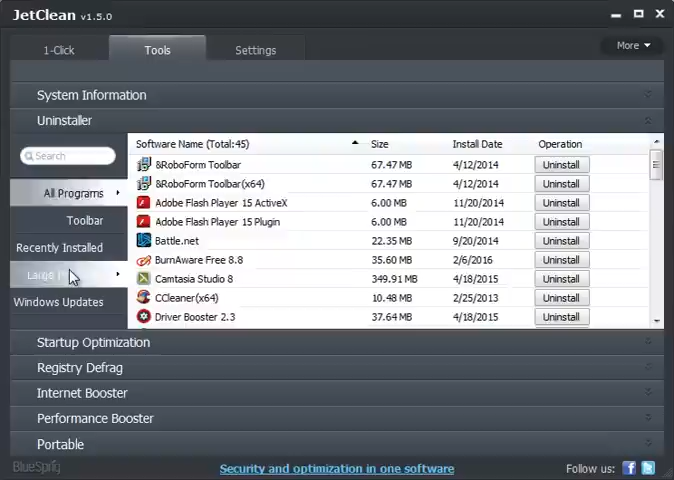 JetClean v1.5.0
1-Click Tools Settings More
System Information
Uninstaller
Search
Software Name (Total:45) Size Install Date Operation
&RoboForm Toolbar 67.47 MB 4/12/2014 Uninstall
All Programs
&RoboForm Toolbar(x64) 67.47 MB 4/12/2014 Uninstall
Adobe Flash Player 15 ActiveX 6.00 MB 11/20/2014 Uninstall
Toolbar
Adobe Flash Player 15 Plugin 6.00 MB 11/20/2014 Uninstall
Recently Installed
Battle.net 22.35 MB 9/20/2014 Uninstall
BurnAware Free 8.8 35.60 MB 2/6/2016 Uninstall
Large
Camtasia Studio 8 349.91 MB 4/18/2015 Uninstall
Windows Updates
CCleaner(x64) 10.48 MB 2/25/2013 Uninstall
Driver Booster 2.3 37.64 MB 4/18/2015 Uninstall
Startup Optimization
Registry Defrag
Internet Booster
Performance Booster
Portable
BlueSprig Security and optimization in one software Follow us: